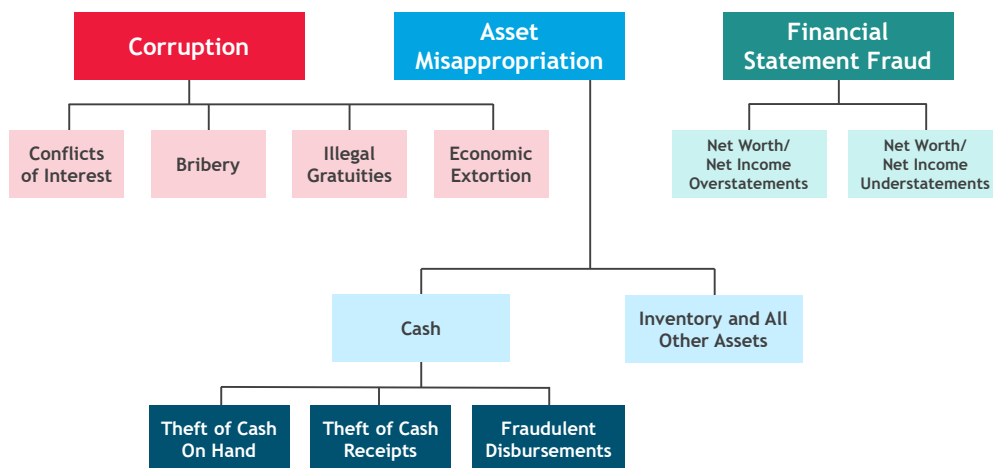 Corruption
Asset
Misappropriation
Financial
Statement Fraud
Conflicts
of Interest
Bribery
Illegal
Gratuities
Economic
Extortion
Net Worth/
Net Income
Overstatements
Net Worth/
Net Income
Understatements
Cash
Inventory and All
Other Assets
Theft of Cash
On Hand
Theft of Cash
Receipts
Fraudulent
Disbursements